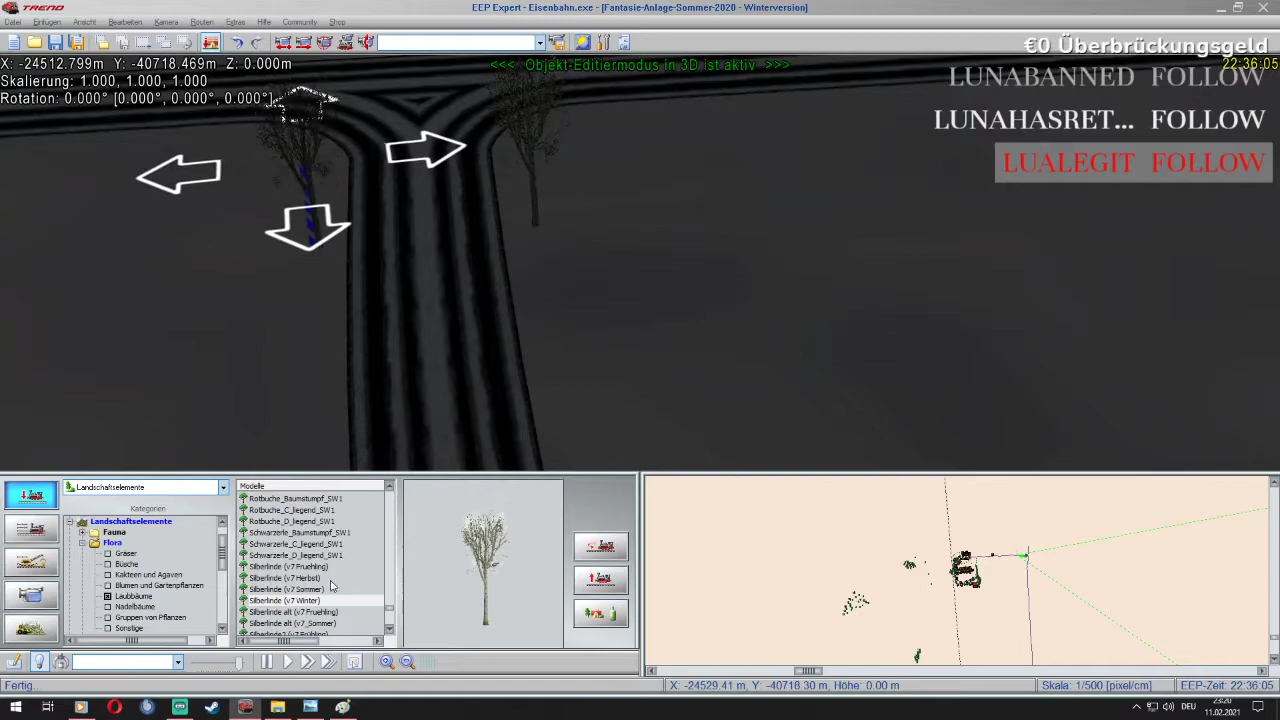 TREND
EEP Expert - Eisenbahn.exe - [Fantasie-Anlage-Sommer-2020 - Winterversion]
Datei Einfügen Ansicht Bearbeiten Kamera Routen Extras Hilfe Community Shop
€0 Überbrückungsgeld
X: -24512.799m Y: -40718.469m Z: 0.000m
<<< Objekt-Editiermodus in 3D ist aktiv >>>
22:36:05
Skalierung: 1.000, 1.000, 1.000
LUNABANNED FOLLOW
Rotation: 0.000° [0.000°, 0.000°, 0.000°]
LUNAHASRET... FOLLOW
LUALEGIT FOLLOW
Landschaftselemente
Kategorien
Landschaftselemente
Fauna
Flora
Gräser
Büsche
Kakteen und Agaven
Blumen und Gartenpflanzen
Laubbäume
Nadelbäume
Gruppen von Pflanzen
Sonstige
Modelle
Rotbuche_Baumstumpf_SW1
Rotbuche_C_liegend_SW1
Rotbuche_D_liegend_SW1
Schwarzerle_Baumstumpf_SW1
Schwarzerle_C_liegend_SW1
Schwarzerle_D_liegend_SW1
Silberlinde (v7 Fruehling)
Silberlinde (v7 Herbst)
Silberlinde (v7 Sommer)
Silberlinde (v7 Winter)
Silberlinde alt (v7 Fruehling)
Silberlinde alt (v7_Sommer)
Fertig...
X: -24529.41 m, Y: -40718.30 m, Höhe: 0.00 m
Skala: 1/500 [pixel/cm]
EEP-Zeit: 22:36:05
DEU
23:20
11.02.2021